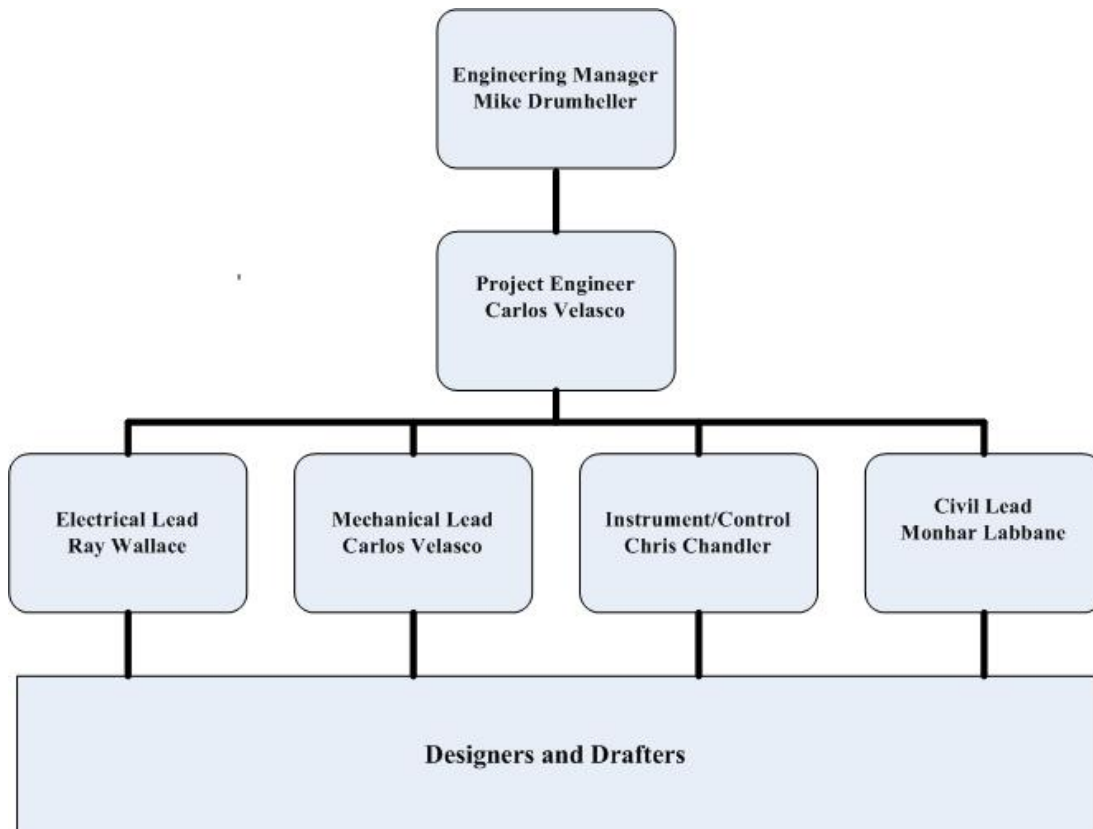 Engineering Manager
Mike Drumheller
Project Engineer
Carlos Velasco
Electrical Lead
Ray Wallace
Mechanical Lead
Carlos Velasco
Instrument/Control
Chris Chandler
Civil Lead
Monhar Labbane
Designers and Drafters